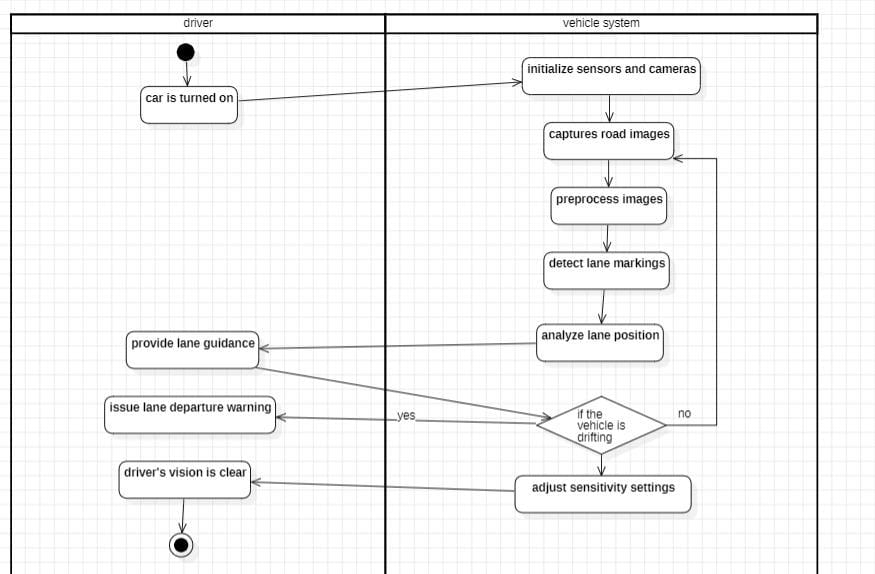 driver
vehicle system
initialize sensors and cameras
car is turned on
captures road images
preprocess images
detect lane markings
analyze lane position
provide lane guidance
issue lane departure warning
yes
if the
vehicle is
drifting
no
driver's vision is clear
adjust sensitivity settings